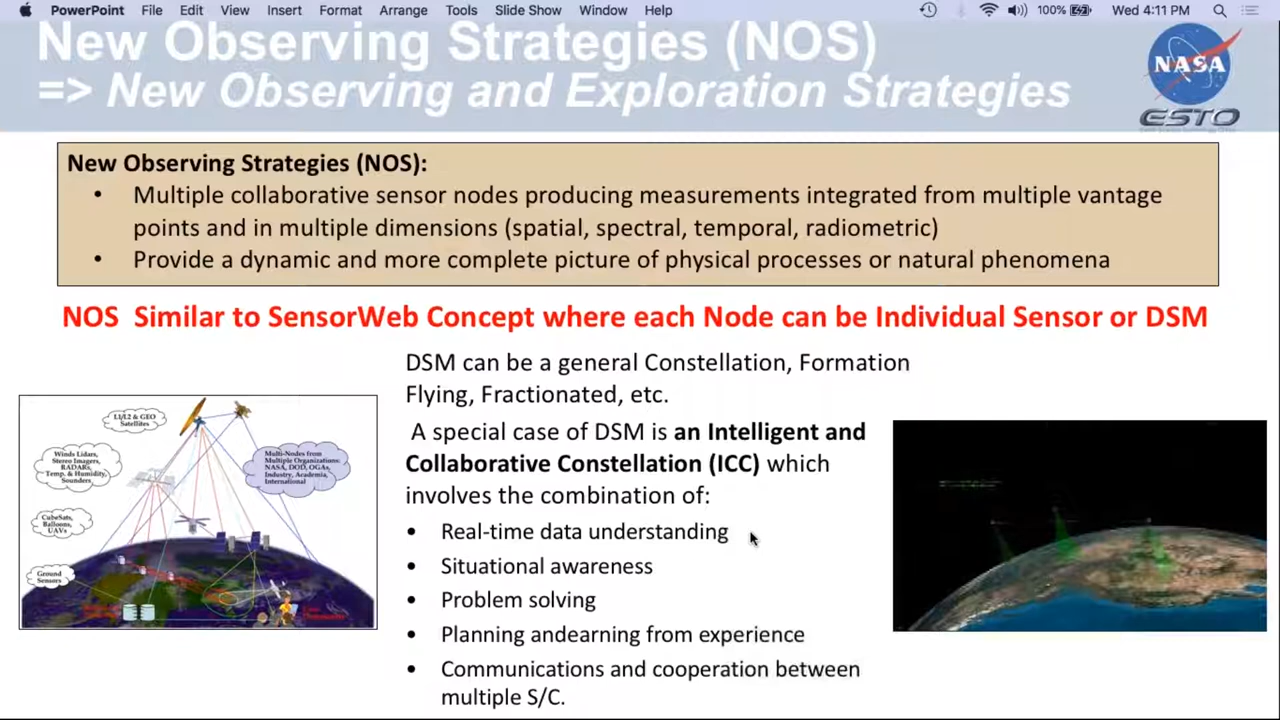 PowerPoint File Edit View Insert Format Arrange Tools Slide Show Window Help 100% Wed 4:11 PM
New Observing Strategies (NOS)
=> New Observing and Exploration Strategies
NASA
ESTO
New Observing Strategies (NOS):
• Multiple collaborative sensor nodes producing measurements integrated from multiple vantage
points and in multiple dimensions (spatial, spectral, temporal, radiometric)
• Provide a dynamic and more complete picture of physical processes or natural phenomena
NOS Similar to SensorWeb Concept where each Node can be Individual Sensor or DSM
DSM can be a general Constellation, Formation
Flying, Fractionated, etc.
A special case of DSM is an Intelligent and
Collaborative Constellation (ICC) which
involves the combination of:
• Real-time data understanding
• Situational awareness
• Problem solving
• Planning andearning from experience
• Communications and cooperation between
multiple S/C.
L1/L2 & GEO
Satellites
Winds Lidars,
Stereo Imagers,
RADARs,
Temp. & Humidity,
Sounders
Multi-Nodes from
Multiple Organizations:
NASA, DOD, OGAs,
Industry, Academia,
International
CubeSats,
Balloons,
UAVs
Ground
Sensors